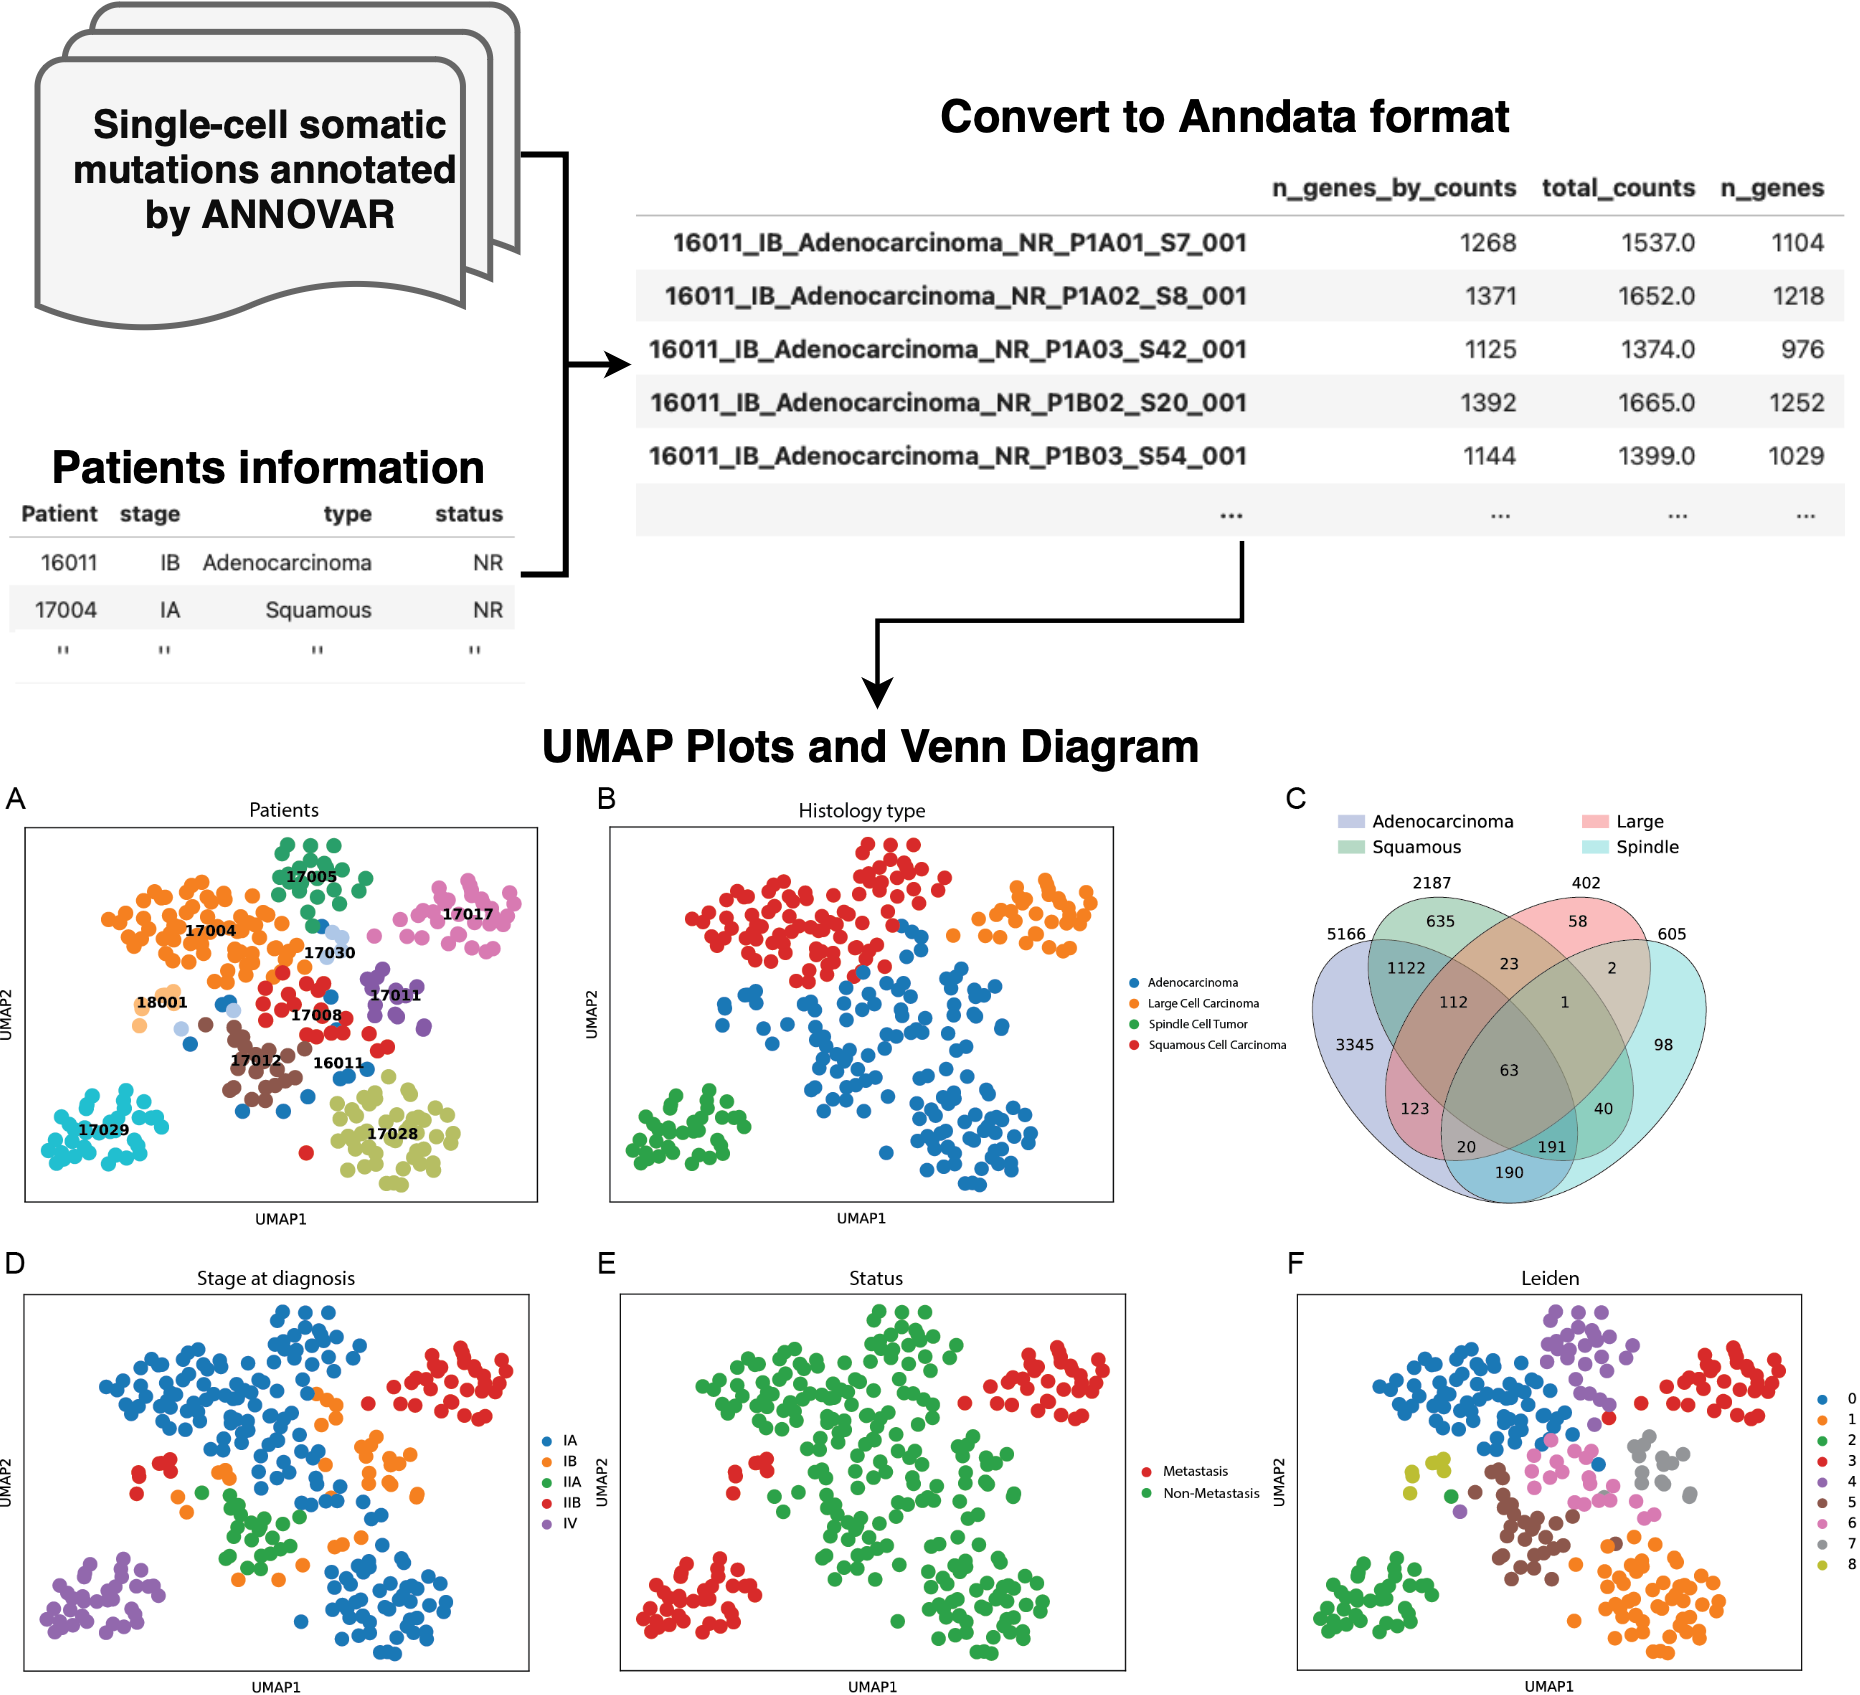 Single-cell somatic
mutations annotated
by ANNOVAR
Convert to Anndata format
n_genes_by_counts total_counts n_genes
16011_IB_Adenocarcinoma_NR_P1A01_S7_001 1268 1537.0 1104
16011_IB_Adenocarcinoma_NR_P1A02_S8_001 1371 1652.0 1218
16011_IB_Adenocarcinoma_NR_P1A03_S42_001 1125 1374.0 976
16011_IB_Adenocarcinoma_NR_P1B02_S20_001 1392 1665.0 1252
16011_IB_Adenocarcinoma_NR_P1B03_S54_001 1144 1399.0 1029
... ... ... ...
Patients information
Patient stage type status
16011 IB Adenocarcinoma NR
17004 IA Squamous NR
" " " "
UMAP Plots and Venn Diagram
A
Patients
17005
17017
17004
17030
18001
17011
17008
17012
16011
17029
17028
UMAP2
UMAP1
B
Histology type
UMAP2
UMAP1
Adenocarcinoma
Large Cell Carcinoma
Spindle Cell Tumor
Squamous Cell Carcinoma
C
Adenocarcinoma Large
Squamous Spindle
2187 402
635 58
5166 605
1122 23 2
112 1
3345 98
63
123 40
20 191
190
D
Stage at diagnosis
UMAP2
UMAP1
IA
IB
IIA
IIB
IV
E
Status
UMAP2
UMAP1
Metastasis
Non-Metastasis
F
Leiden
UMAP2
UMAP1
0
1
2
3
4
5
6
7
8